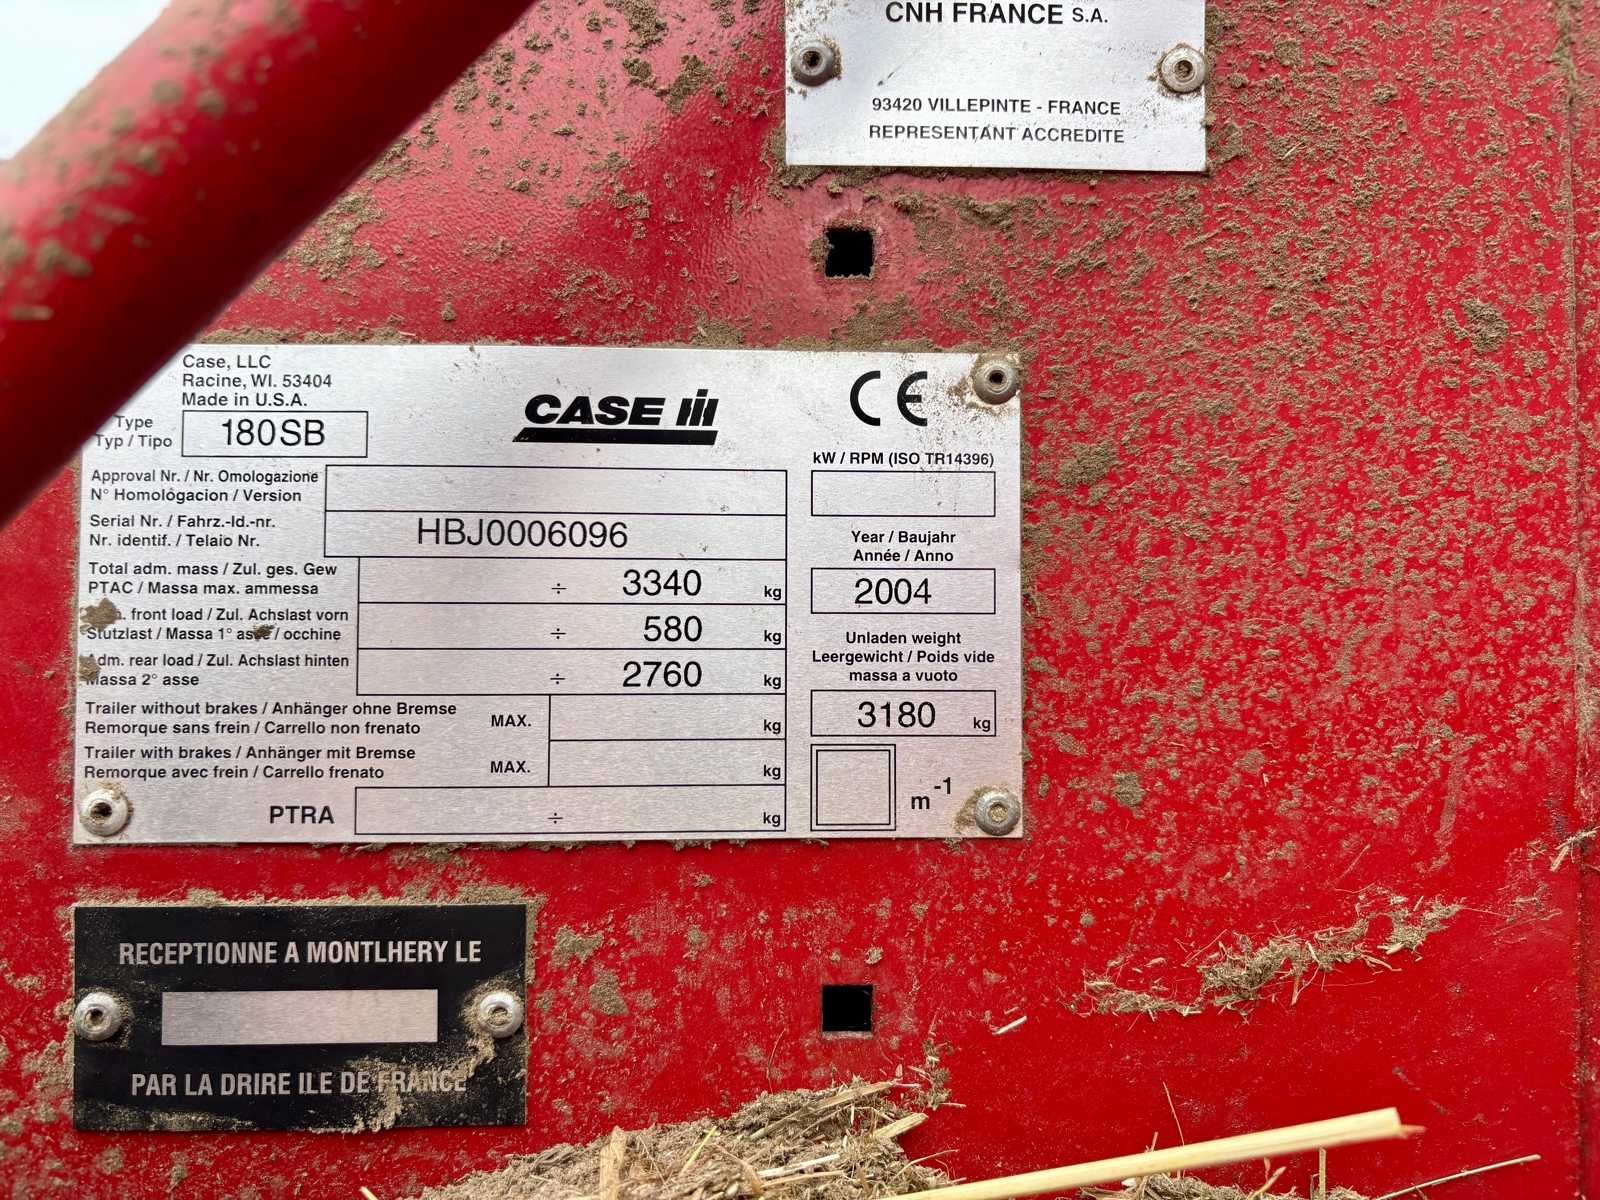 CNH FRANCE S.A.
93420 VILLEPINTE - FRANCE
REPRESENTANT ACCREDITE
Case, LLC
Racine, WI. 53404
Made in U.S.A.
Type
Typ / Tipo
180SB
CASE IH
CE
Approval Nr. / Nr. Omologazione
N° Homologacion / Version
Serial Nr. / Fahrz.-Id.-nr.
Nr. identif. / Telaio Nr.
HBJ0006096
Total adm. mass / Zul. ges. Gew
PTAC / Massa max. ammessa
÷ 3340 kg
front load / Zul. Achslast vorn
Stutzlast / Massa 1° asse / occhine
÷ 580 kg
Adm. rear load / Zul. Achslast hinten
Massa 2° asse
÷ 2760 kg
Trailer without brakes / Anhänger ohne Bremse
Remorque sans frein / Carrello non frenato
MAX. kg
Trailer with brakes / Anhänger mit Bremse
Remorque avec frein / Carrello frenato
MAX. kg
PTRA ÷ kg
kW / RPM (ISO TR14396)
Year / Baujahr
Année / Anno
2004
Unladen weight
Leergewicht / Poids vide
massa a vuoto
3180 kg
m-1
RECEPTIONNE A MONTLHERY LE
PAR LA DRIRE ILE DE FRANCE